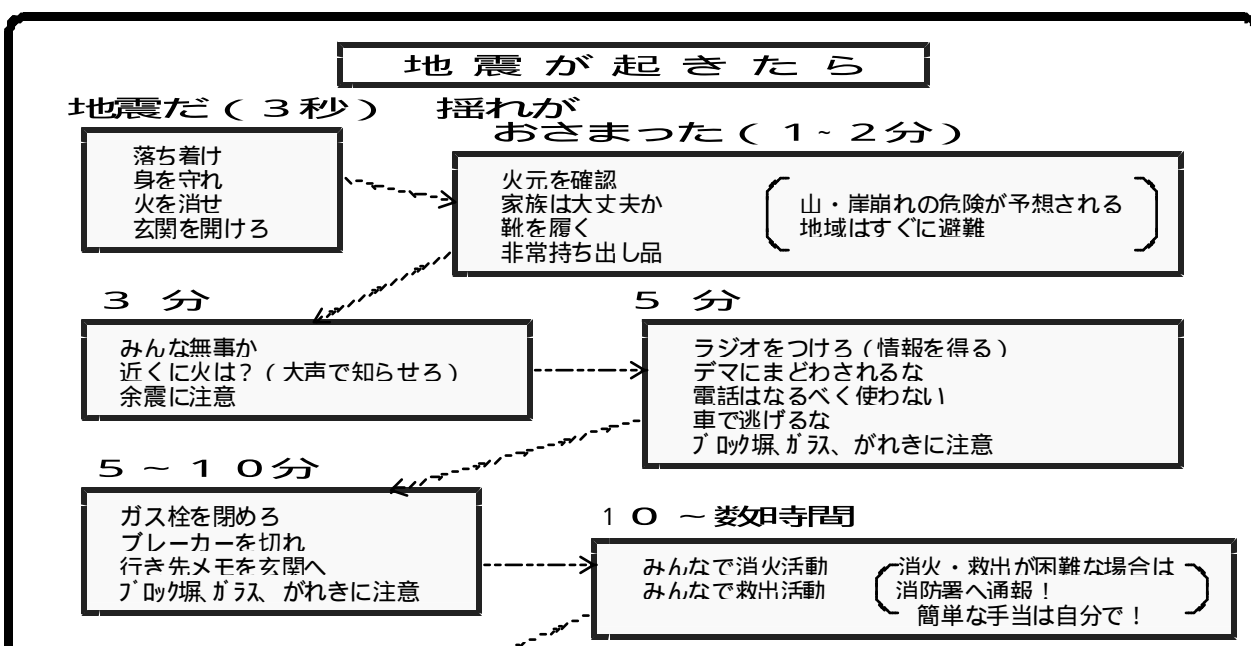 地震が起きたら
地震だ(3秒)
落ち着け
身を守れ
火を消せ
玄関を開けろ
揺れが
おさまった(1~2分)
火元を確認
家族は大丈夫か
靴を履く
非常持ち出し品
山・崖崩れの危険が予想される
地域はすぐに避難
3分
みんな無事か
近くに火は?(大声で知らせろ)
余震に注意
5分
ラジオをつけろ(情報を得る)
デマにまどわされるな
電話はなるべく使わない
車で逃げるな
ブロック塀、ガラス、がれきに注意
5~10分
ガス栓を閉めろ
ブレーカーを切れ
行き先メモを玄関へ
ブロック塀、ガラス、がれきに注意
10~数時間
みんなで消火活動
みんなで救出活動
消火・救出が困難な場合は
消防署へ通報!
簡単な手当は自分で!